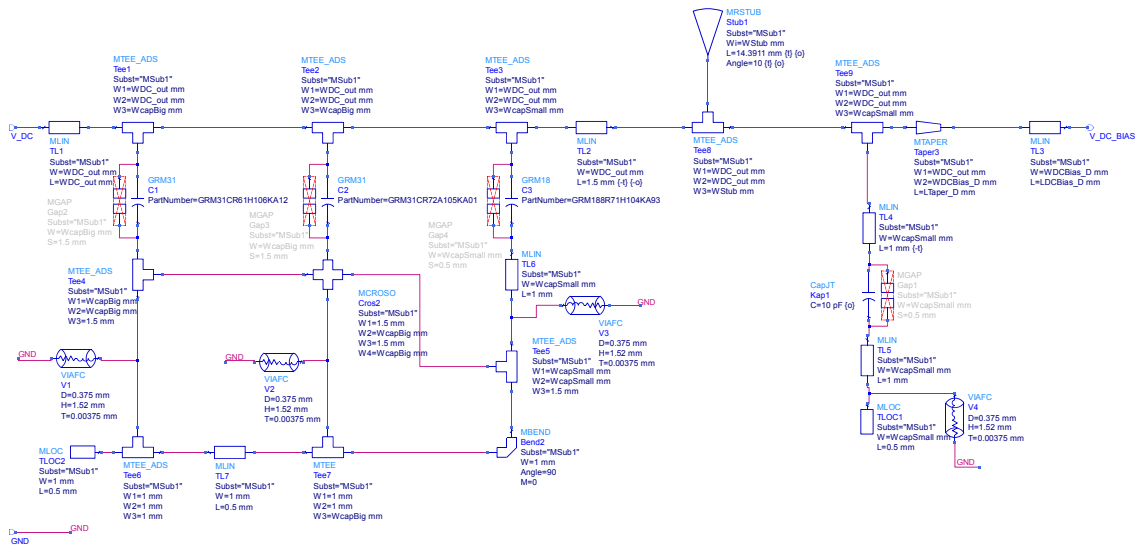 MRSTUB
Stub1
Subst="MSub1"
Wi=WStub mm
L=14.3911 mm {t} {o}
Angle=10 {t} {o}
MTEE_ADS
Tee1
Subst="MSub1"
W1=WDC_out mm
W2=WDC_out mm
W3=WcapBig mm
MTEE_ADS
Tee2
Subst="MSub1"
W1=WDC_out mm
W2=WDC_out mm
W3=WcapBig mm
MTEE_ADS
Tee3
Subst="MSub1"
W1=WDC_out mm
W2=WDC_out mm
W3=WcapSmall mm
MTEE_ADS
Tee9
Subst="MSub1"
W1=WDC_out mm
W2=WDC_out mm
W3=WcapSmall mm
V_DC
MLIN
TL1
Subst="MSub1"
W=WDC_out mm
L=WDC_out mm
MLIN
TL2
Subst="MSub1"
W=WDC_out mm
L=1.5 mm {-t} {-o}
MTEE_ADS
Tee8
Subst="MSub1"
W1=WDC_out mm
W2=WDC_out mm
W3=WStub mm
MTAPER
Taper3
Subst="MSub1"
W1=WDC_out mm
W2=WDCBias_D mm
L=LTaper_D mm
MLIN
TL3
Subst="MSub1"
W=WDCBias_D mm
L=LDCBias_D mm
V_DC_BIAS
GRM31
C1
PartNumber=GRM31CR61H106KA12
GRM31
C2
PartNumber=GRM31CR72A105KA01
GRM18
C3
PartNumber=GRM188R71H104KA93
MGAP
Gap2
Subst="MSub1"
W=WcapBig mm
S=1.5 mm
MGAP
Gap3
Subst="MSub1"
W=WcapBig mm
S=1.5 mm
MGAP
Gap4
Subst="MSub1"
W=WcapSmall mm
S=0.5 mm
MLIN
TL4
Subst="MSub1"
W=WcapSmall mm
L=1 mm {-t}
MTEE_ADS
Tee4
Subst="MSub1"
W1=WcapBig mm
W2=WcapBig mm
W3=1.5 mm
MCROSO
Cros2
Subst="MSub1"
W1=1.5 mm
W2=WcapBig mm
W3=1.5 mm
W4=WcapBig mm
MLIN
TL6
Subst="MSub1"
W=WcapSmall mm
L=1 mm
GND
VIAFC
V3
D=0.375 mm
H=1.52 mm
T=0.00375 mm
CapJT
Kap1
C=10 pF {o}
MGAP
Gap1
Subst="MSub1"
W=WcapSmall mm
S=0.5 mm
GND
VIAFC
V1
D=0.375 mm
H=1.52 mm
T=0.00375 mm
GND
VIAFC
V2
D=0.375 mm
H=1.52 mm
T=0.00375 mm
MTEE_ADS
Tee5
Subst="MSub1"
W1=WcapSmall mm
W2=WcapSmall mm
W3=1.5 mm
MLIN
TL5
Subst="MSub1"
W=WcapSmall mm
L=1 mm
MLOC
TLOC1
Subst="MSub1"
W=WcapSmall mm
L=0.5 mm
VIAFC
V4
D=0.375 mm
H=1.52 mm
T=0.00375 mm
GND
MLOC
TLOC2
Subst="MSub1"
W=1 mm
L=0.5 mm
MTEE_ADS
Tee6
Subst="MSub1"
W1=1 mm
W2=1 mm
W3=1 mm
MLIN
TL7
Subst="MSub1"
W=1 mm
L=0.5 mm
MTEE
Tee7
Subst="MSub1"
W1=1 mm
W2=1 mm
W3=WcapBig mm
MBEND
Bend2
Subst="MSub1"
W=1 mm
Angle=90
M=0
GND
GND